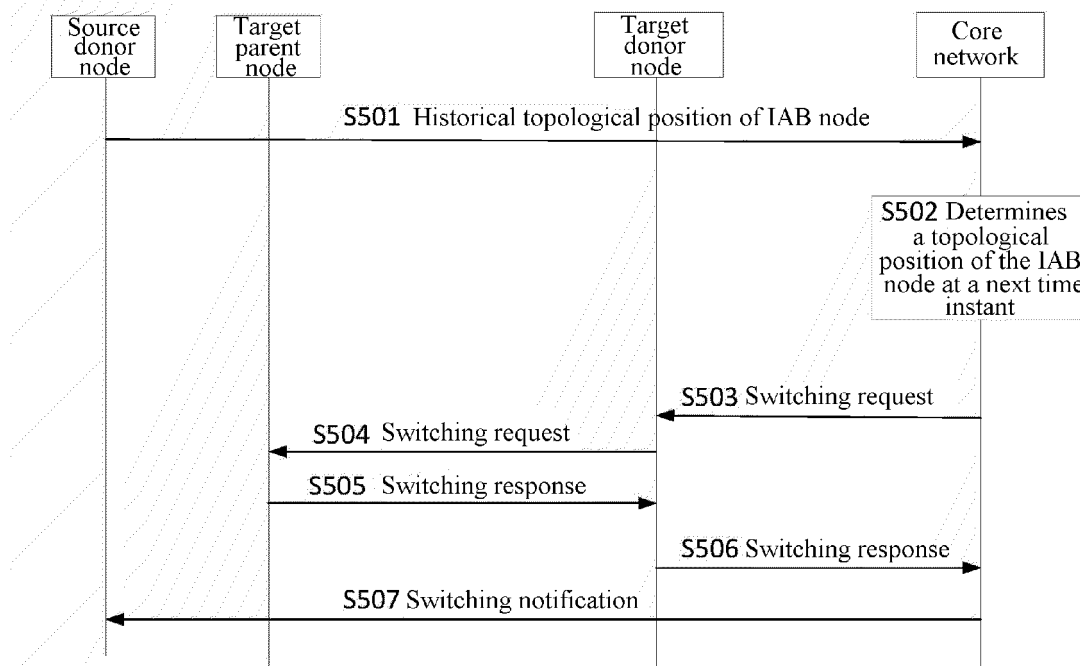 Source
donor
node
Target
parent
node
Target
donor
node
Core
network
S501 Historical topological position of IAB node
S502 Determines
a topological
position of the IAB
node at a next time
instant
S503 Switching request
S504 Switching request
S505 Switching response
S506 Switching response
S507 Switching notification